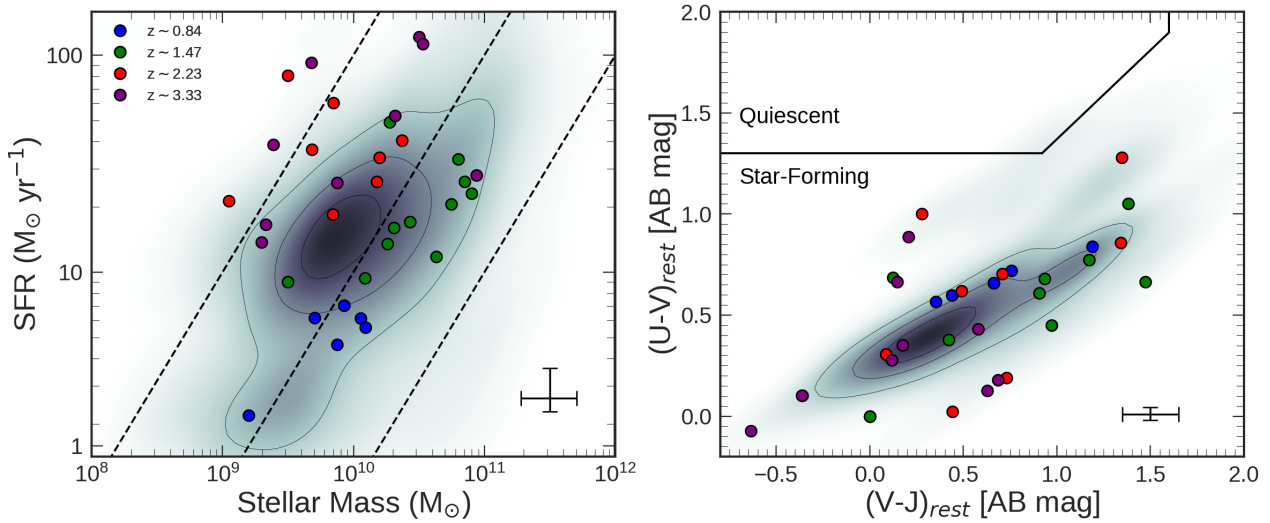 z ~ 0.84
z ~ 1.47
z ~ 2.23
z ~ 3.33
100
10
1
SFR (M⊙ yr⁻¹)
10⁸ 10⁹ 10¹⁰ 10¹¹ 10¹²
Stellar Mass (M⊙)
Quiescent
Star-Forming
2.0
1.5
1.0
0.5
0.0
(U-V)rest [AB mag]
−0.5 0.0 0.5 1.0 1.5 2.0
(V-J)rest [AB mag]